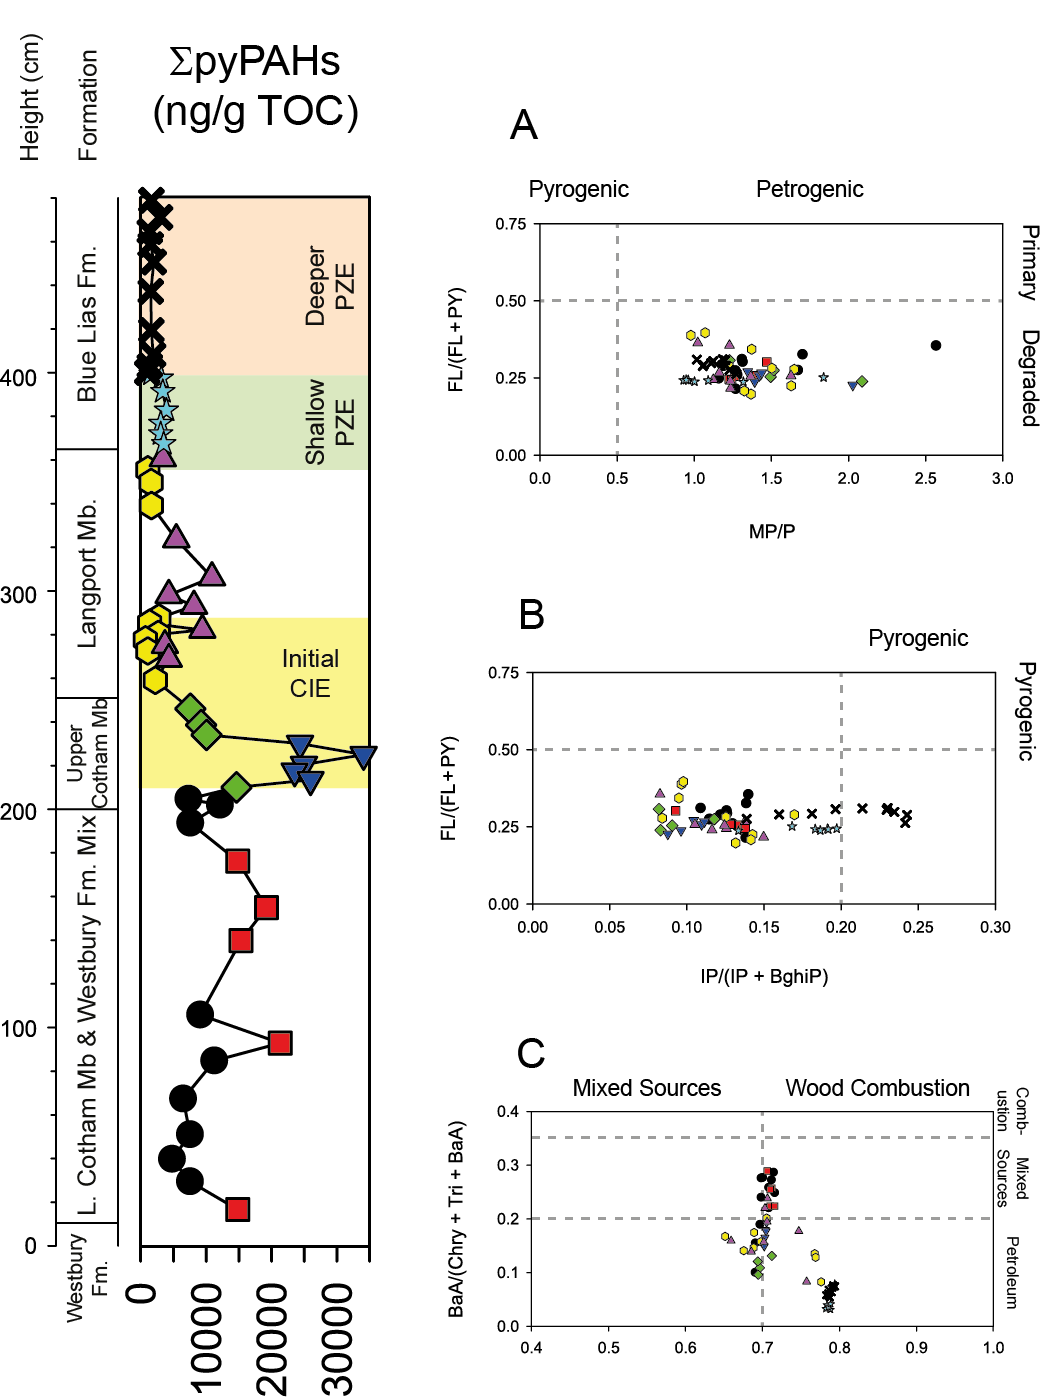 ΣpyPAHs
(ng/g TOC)
Height (cm)
Formation
Blue Lias Fm.
Langport Mb.
Upper
Cotham Mb
L. Cotham Mb & Westbury Fm. Mix
Westbury
Fm.
400
300
200
100
0
Deeper
PZE
Shallow
PZE
Initial
CIE
0
10000
20000
30000
A
Pyrogenic
Petrogenic
0.75
0.50
0.25
0.00
FL/(FL+PY)
Primary
Degraded
0.0 0.5 1.0 1.5 2.0 2.5 3.0
MP/P
B
Pyrogenic
0.75
0.50
0.25
0.00
FL/(FL+PY)
Pyrogenic
0.00 0.05 0.10 0.15 0.20 0.25 0.30
IP/(IP + BghiP)
C
Mixed Sources
Wood Combustion
0.4
0.3
0.2
0.1
0.0
BaA/(Chry + Tri + BaA)
Comb-
ustion
Mixed
Sources
Petroleum
0.4 0.5 0.6 0.7 0.8 0.9 1.0